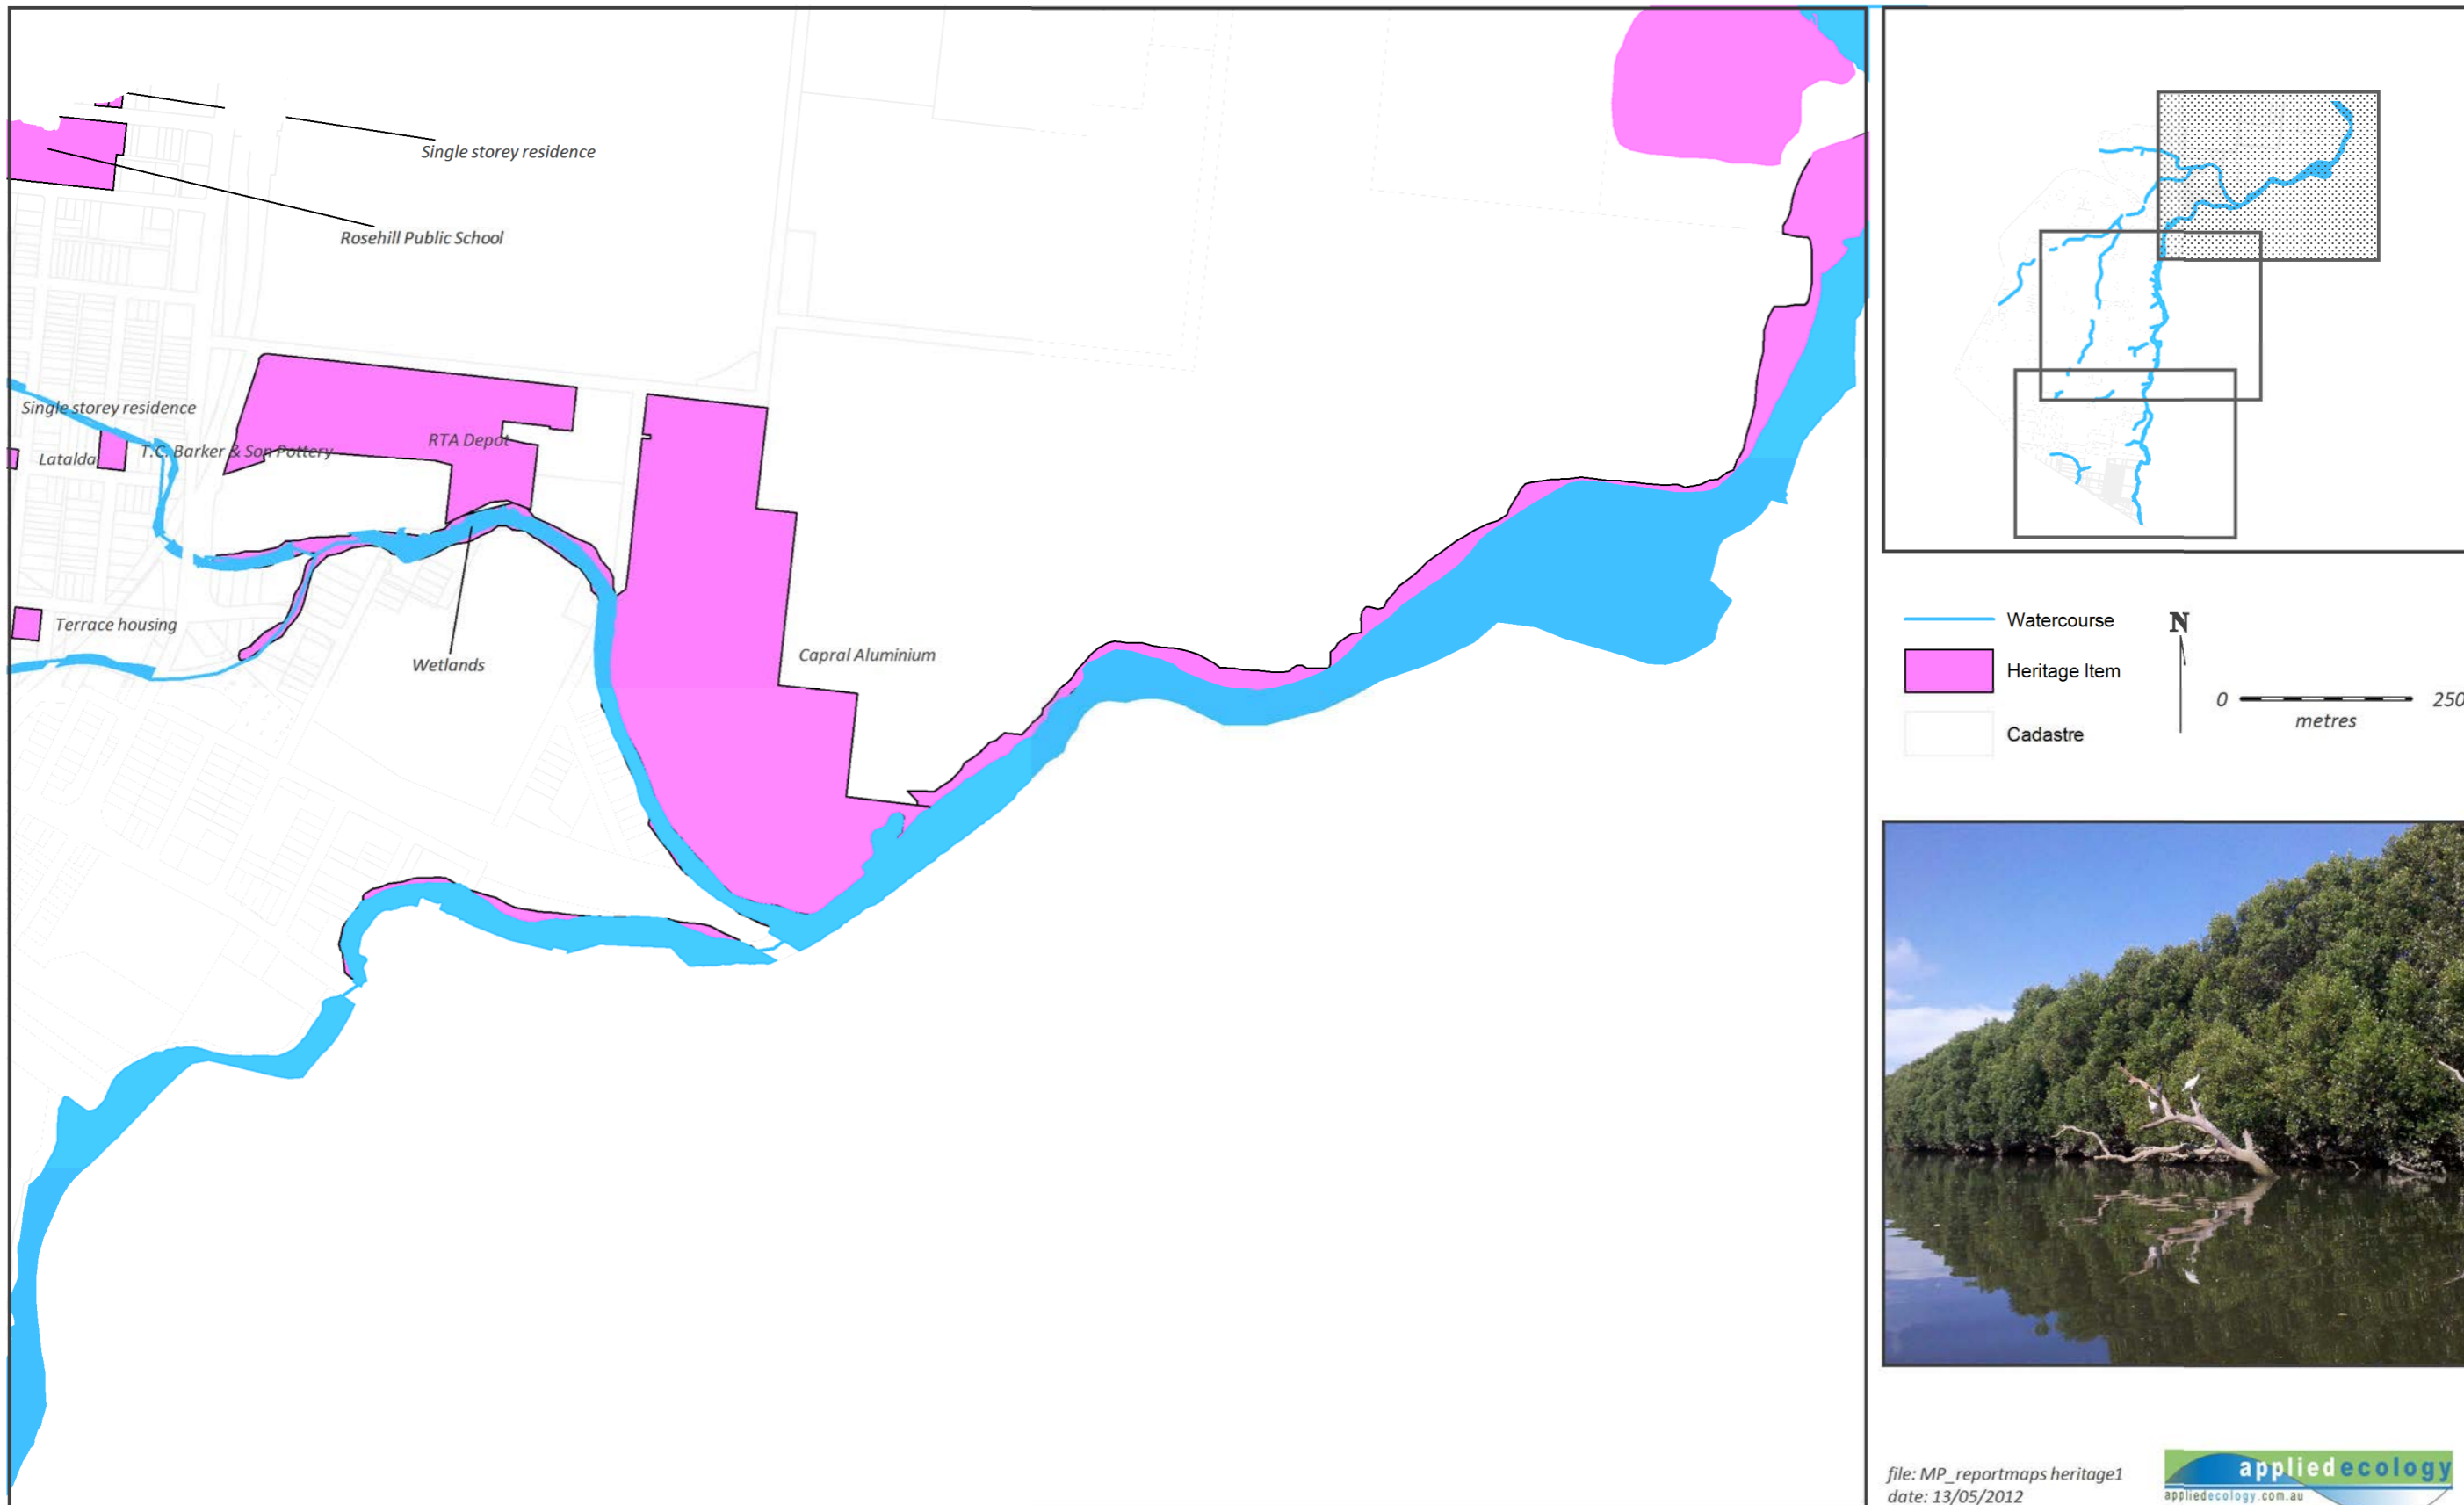 Single storey residence
Rosehill Public School
Single storey residence
T.C. Barker & Son Pottery
RTA Depot
Latalda
Terrace housing
Wetlands
Capral Aluminium
Watercourse
Heritage Item
Cadastre
N
0
250
metres
file: MP_reportmaps heritage1
date: 13/05/2012
appliedecology
appliedecology.com.au